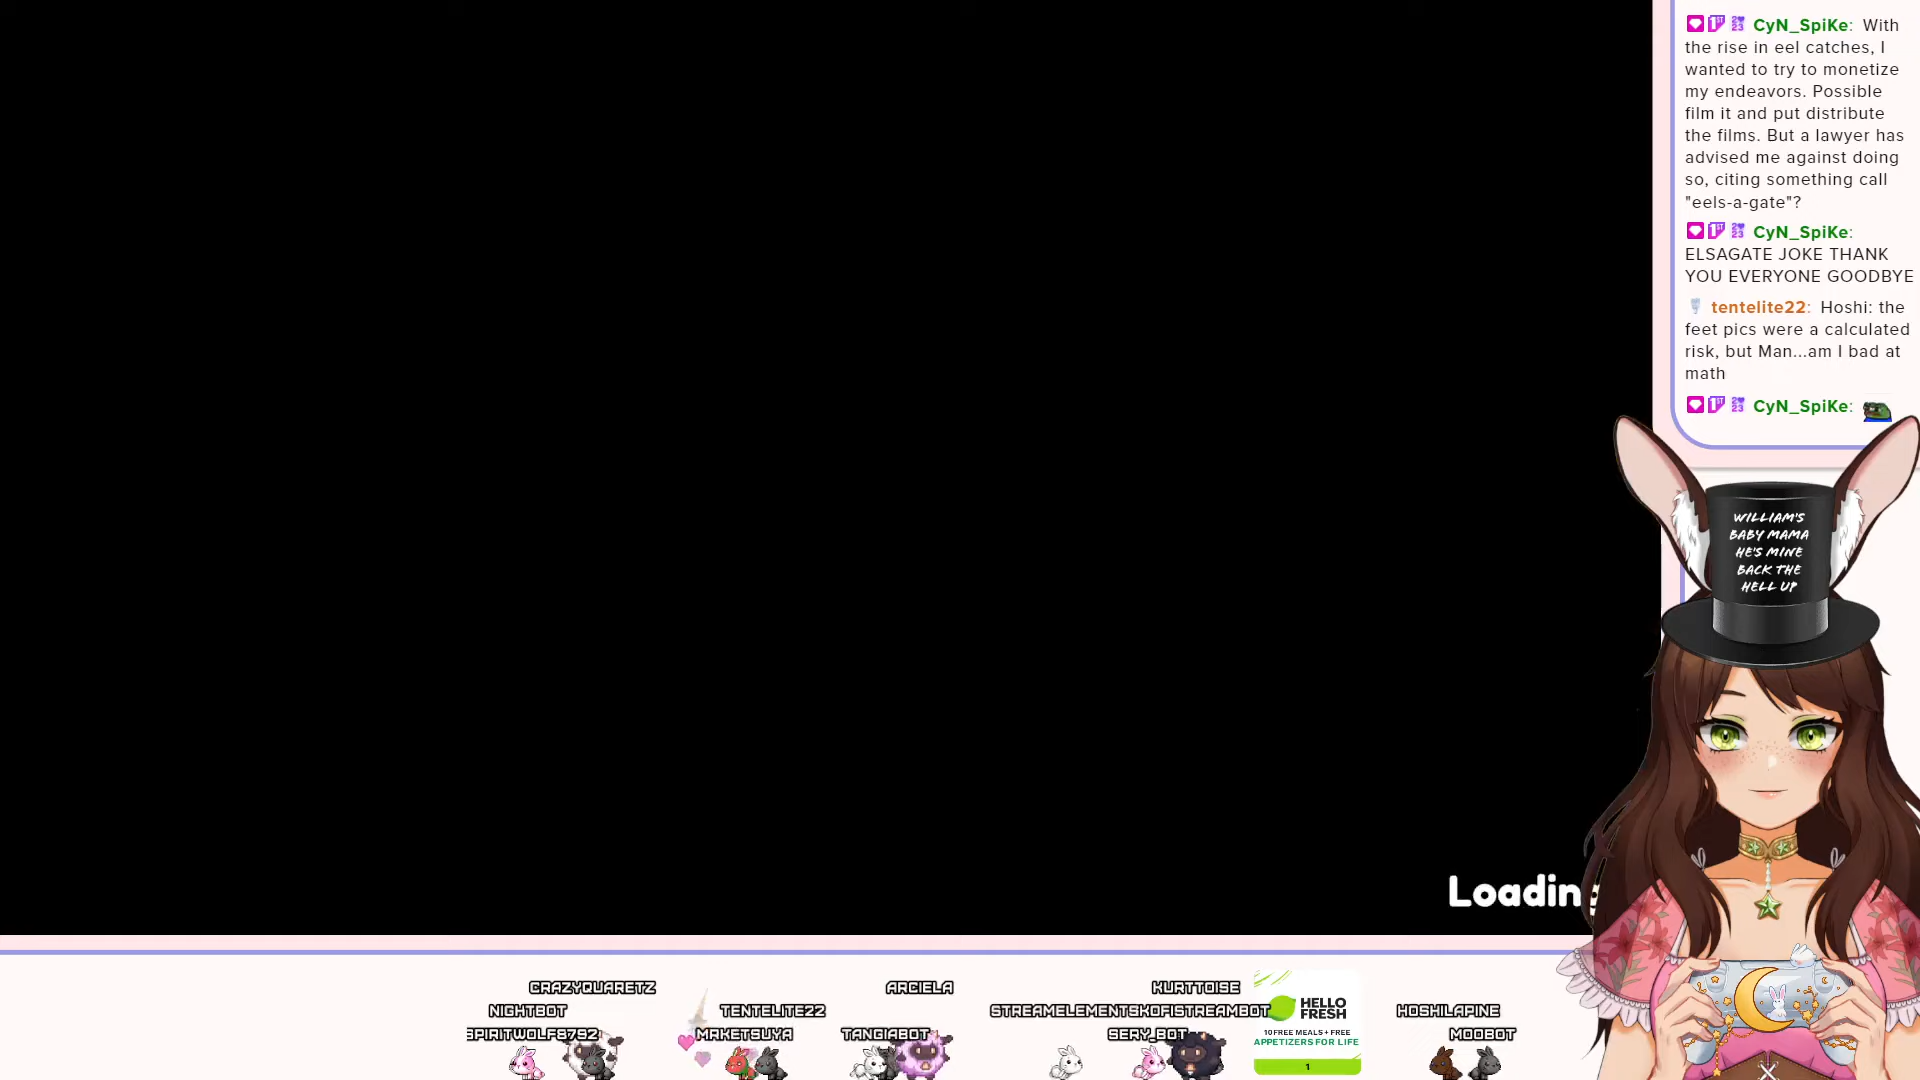 CyN_SpiKe: With
the rise in eel catches, I
wanted to try to monetize
my endeavors. Possible
film it and put distribute
the films. But a lawyer has
advised me against doing
so, citing something call
"eels-a-gate"?
CyN_SpiKe:
ELSAGATE JOKE THANK
YOU EVERYONE GOODBYE
tentelite22: Hoshi: the
feet pics were a calculated
risk, but Man...am I bad at
math
CyN_SpiKe:
WILLIAM'S
BABY MAMA
HE'S MINE
BACK THE
HELL UP
Loading
CRAZYQUARETZ
NIGHTBOT
SPIRITWOLF8792
TENTELITE22
MRKETSUYA
ARCIELA
TANGIABOT
KURTTOISE
STREAMELEMENTSKOFISTREAMBOT
SERY_BOT
HELLO
FRESH
10 FREE MEALS + FREE
APPETIZERS FOR LIFE
1
HOSHILAPINE
MOOBOT